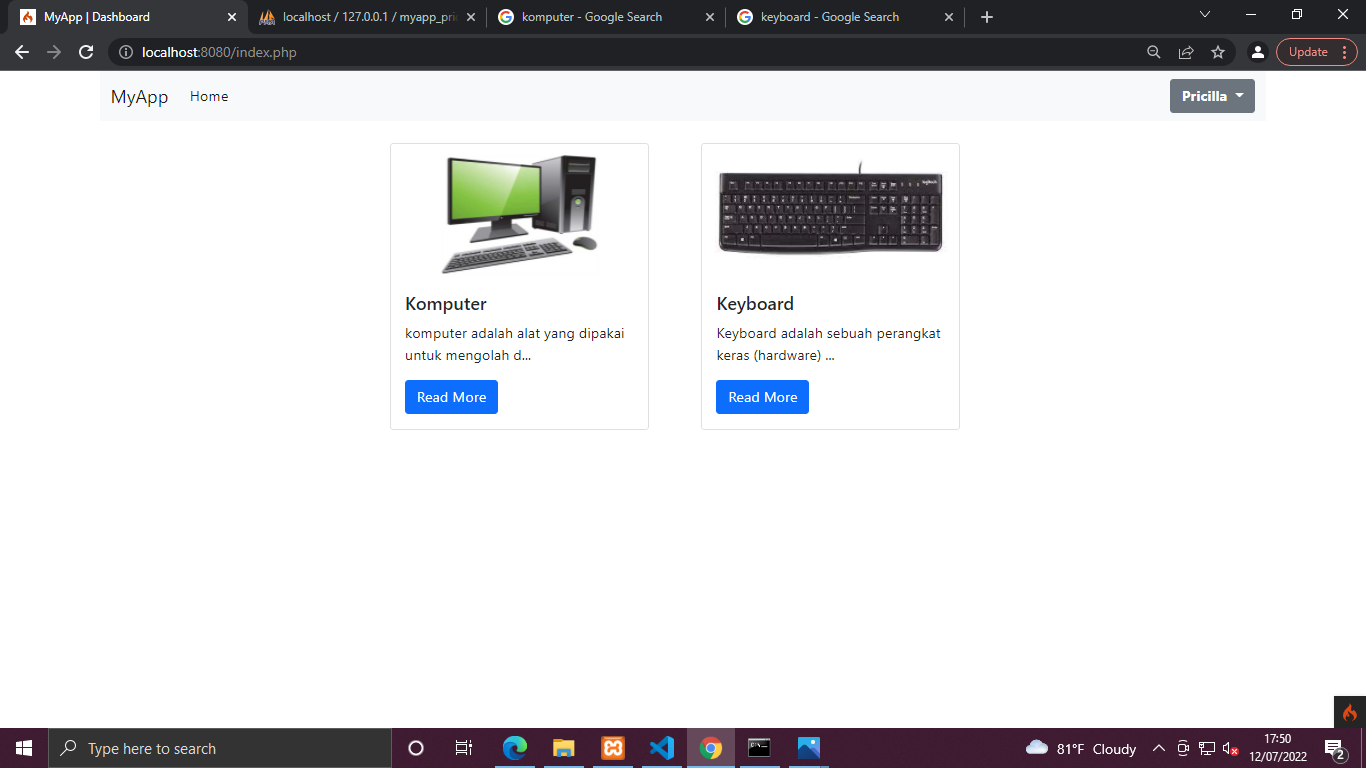 MyApp | Dashboard
localhost / 127.0.0.1 / myapp_pri
komputer - Google Search
keyboard - Google Search
localhost:8080/index.php
Update
MyApp
Home
Pricilla
Komputer
komputer adalah alat yang dipakai
untuk mengolah d...
Read More
logitech
Keyboard
Keyboard adalah sebuah perangkat
keras (hardware) ...
Read More
Type here to search
81°F Cloudy
17:50
12/07/2022
2